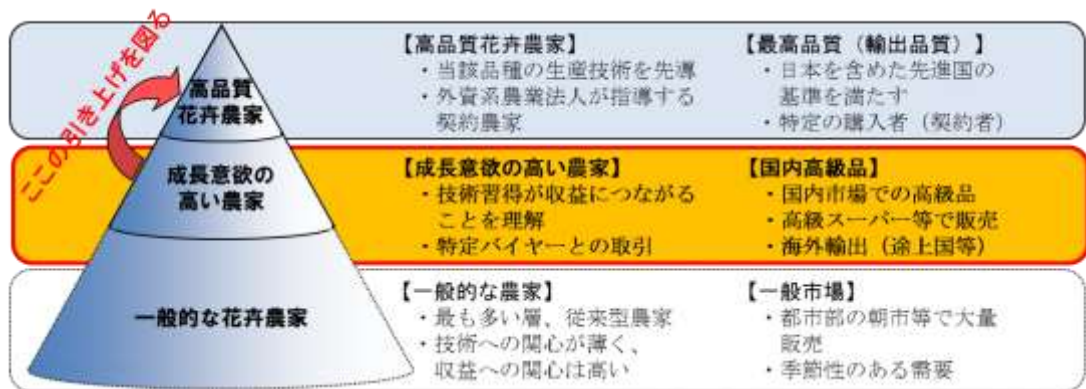 ここの引き上げを図る
高品質
花卉農家
【高品質花卉農家】
・当該品種の生産技術を先導
・外資系農業法人が指導する
契約農家
【最高品質（輸出品質）】
・日本を含めた先進国の
基準を満たす
・特定の購入者（契約者）
成長意欲の
高い農家
【成長意欲の高い農家】
・技術習得が収益につながる
ことを理解
・特定バイヤーとの取引
【国内高級品】
・国内市場での高級品
・高級スーパー等で販売
・海外輸出（途上国等）
一般的な花卉農家
【一般的な農家】
・最も多い層、従来型農家
・技術への関心が薄く、
収益への関心は高い
【一般市場】
・都市部の朝市等で大量
販売
・季節性のある需要